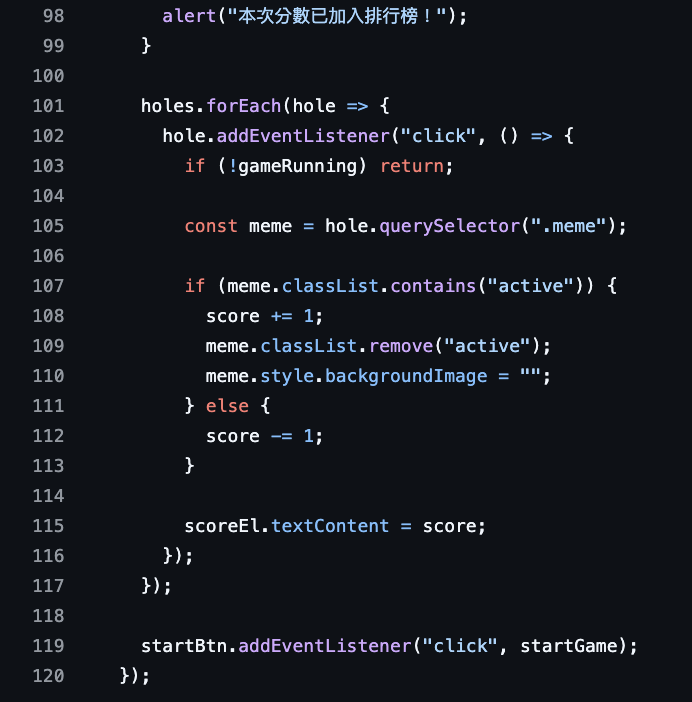 98 alert("本次分數已加入排行榜！");
99 }
100
101 holes.forEach(hole => {
102 hole.addEventListener("click", () => {
103 if (!gameRunning) return;
104
105 const meme = hole.querySelector(".meme");
106
107 if (meme.classList.contains("active")) {
108 score += 1;
109 meme.classList.remove("active");
110 meme.style.backgroundImage = "";
111 } else {
112 score -= 1;
113 }
114
115 scoreEl.textContent = score;
116 });
117 });
118
119 startBtn.addEventListener("click", startGame);
120 });